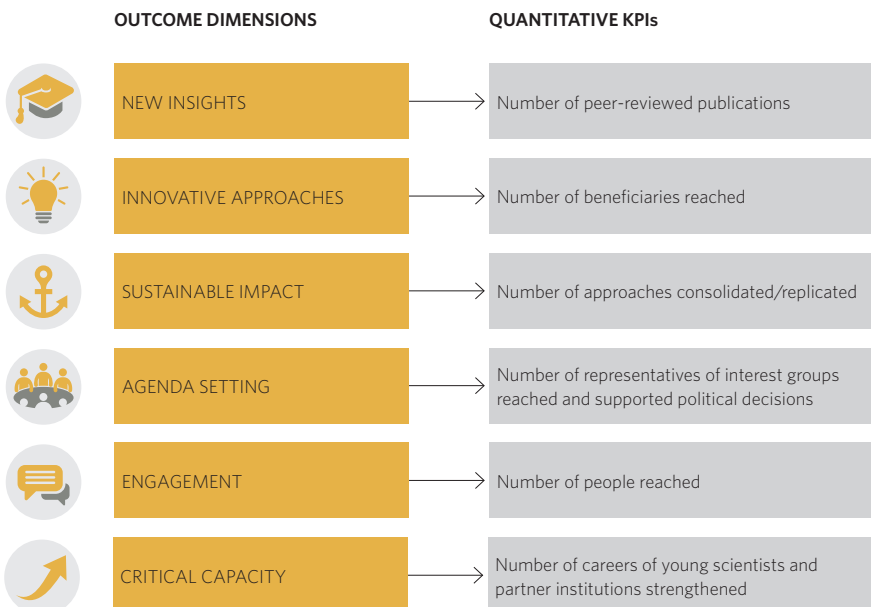 OUTCOME DIMENSIONS
QUANTITATIVE KPIs
NEW INSIGHTS
Number of peer-reviewed publications
INNOVATIVE APPROACHES
Number of beneficiaries reached
SUSTAINABLE IMPACT
Number of approaches consolidated/replicated
AGENDA SETTING
Number of representatives of interest groups
reached and supported political decisions
ENGAGEMENT
Number of people reached
CRITICAL CAPACITY
Number of careers of young scientists and
partner institutions strengthened